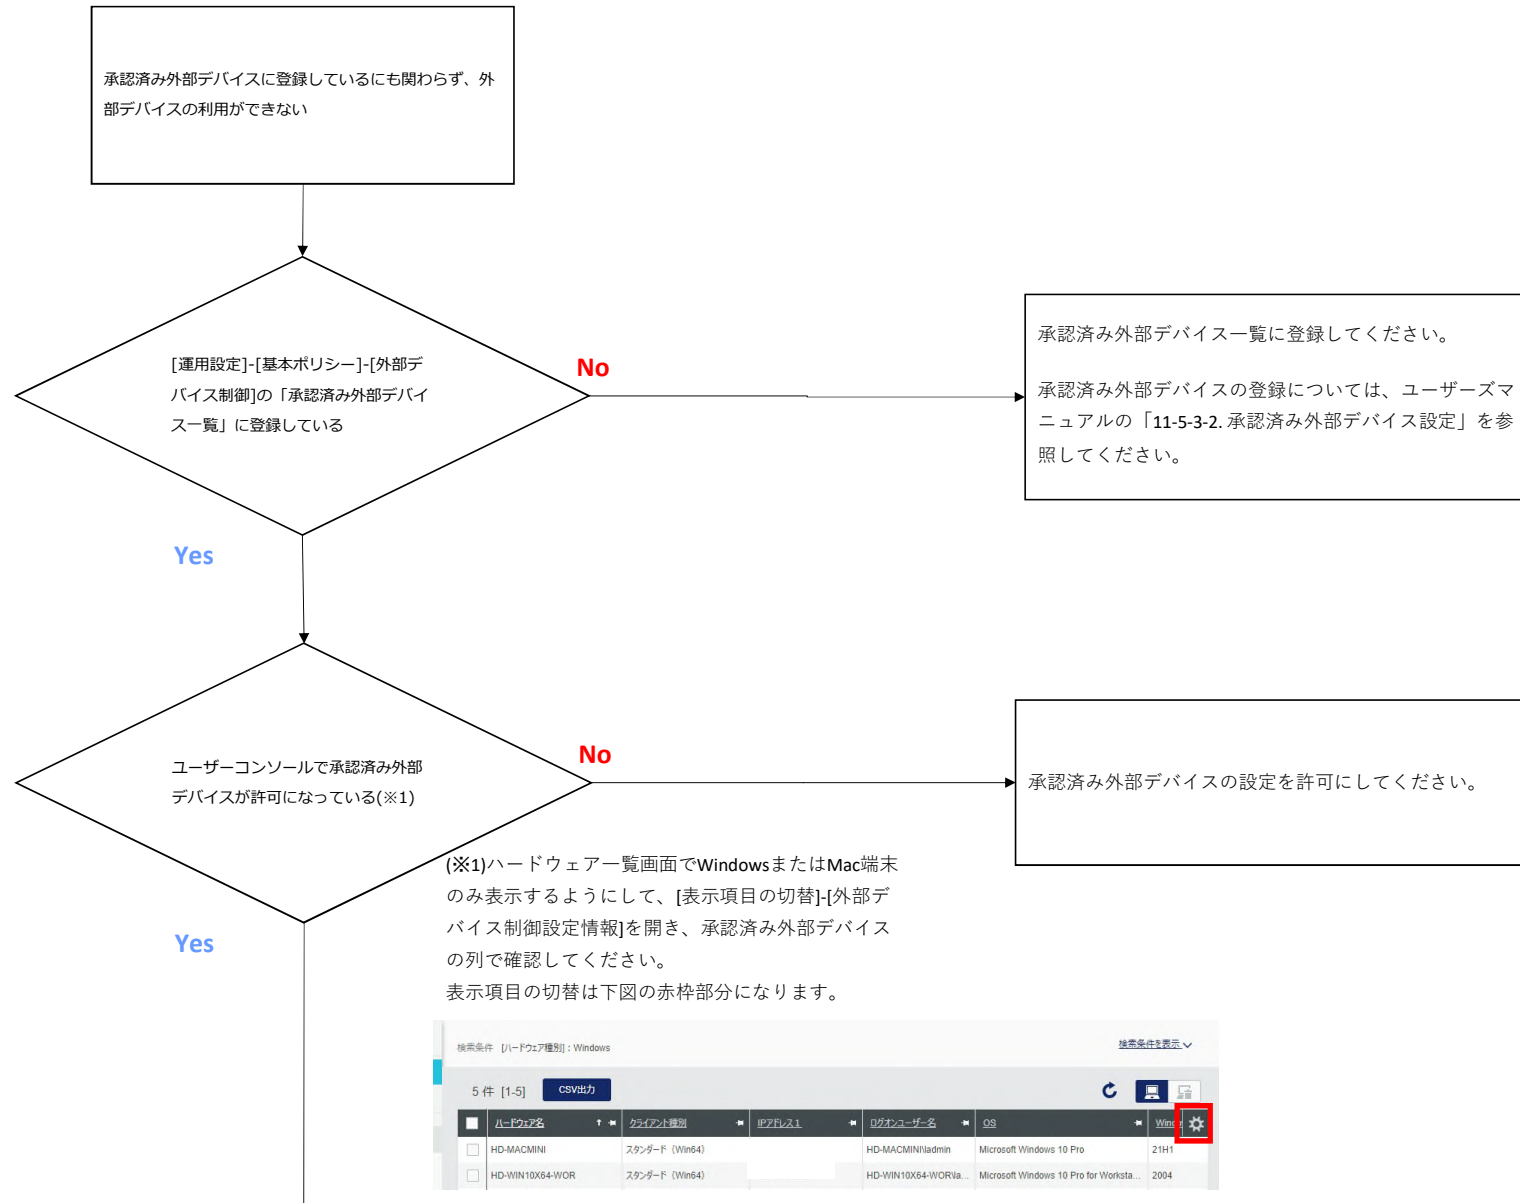 承認済み外部デバイスに登録しているにも関わらず、外
部デバイスの利用ができない
[運用設定]-[基本ポリシー]-[外部デ
バイス制御]の「承認済み外部デバイ
ス一覧」に登録している
No
承認済み外部デバイス一覧に登録してください。
承認済み外部デバイスの登録については、ユーザーズマ
ニュアルの「11-5-3-2. 承認済み外部デバイス設定」を参
照してください。
Yes
ユーザーコンソールで承認済み外部
デバイスが許可になっている(※1)
No
承認済み外部デバイスの設定を許可にしてください。
(※1)ハードウェア一覧画面でWindowsまたはMac端末
のみ表示するようにして、[表示項目の切替]-[外部デ
バイス制御設定情報]を開き、承認済み外部デバイス
の列で確認してください。
表示項目の切替は下図の赤枠部分になります。
Yes
検索条件 [ハードウェア種別]：Windows
検索条件を表示
5 件 [1-5] CSV出力
ハードウェア名 クライアント種別 IPアドレス１ ログオンユーザー名 OS
HD-MACMINI スタンダード（Win64） HD-MACMINI\ladmin Microsoft Windows 10 Pro 21H1
HD-WIN10X64-WOR スタンダード（Win64） HD-WIN10X64-WOR\la... Microsoft Windows 10 Pro for Worksta... 2004